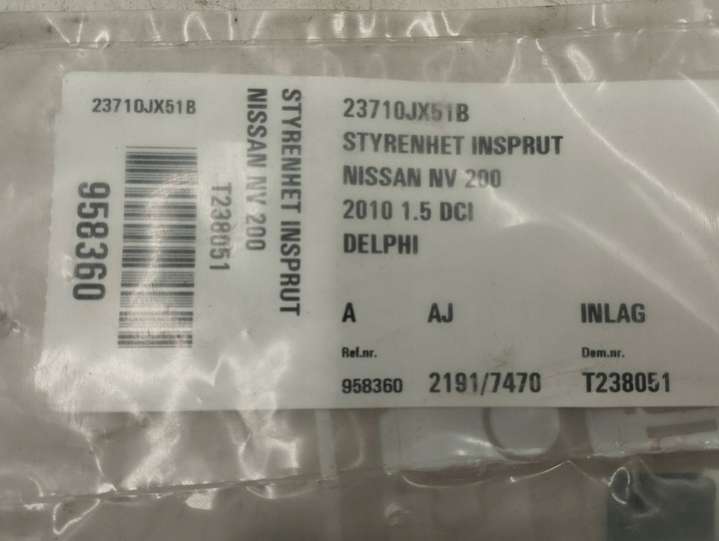 23710JX51B
958360
T238051
NISSAN NV 200
STYRENHET INSPRUT
23710JX51B
STYRENHET INSPRUT
NISSAN NV 200
2010 1.5 DCI
DELPHI
A AJ INLAG
Ref.nr. Dem.nr.
958360 2191/7470 T238051